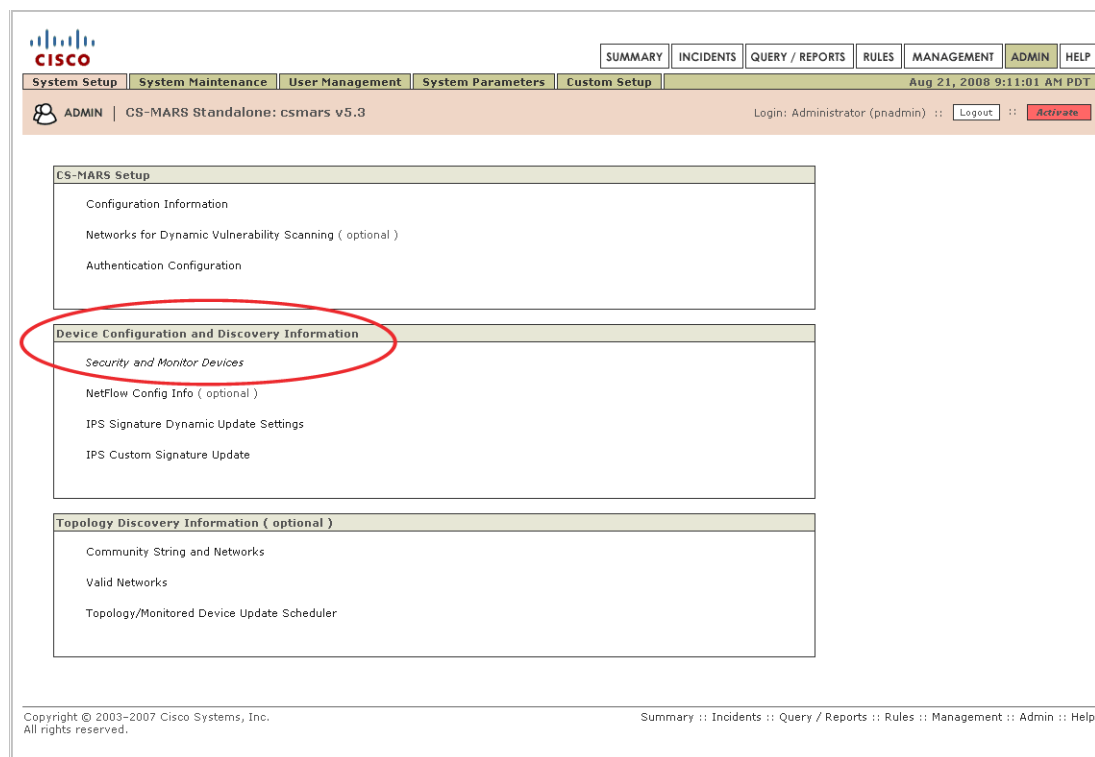 CISCO
SUMMARY INCIDENTS QUERY / REPORTS RULES MANAGEMENT ADMIN HELP
System Setup System Maintenance User Management System Parameters Custom Setup Aug 21, 2008 9:11:01 AM PDT
ADMIN | CS-MARS Standalone: csmars v5.3 Login: Administrator (pnadmin) :: Logout :: Activate
CS-MARS Setup
Configuration Information
Networks for Dynamic Vulnerability Scanning ( optional )
Authentication Configuration
Device Configuration and Discovery Information
Security and Monitor Devices
NetFlow Config Info ( optional )
IPS Signature Dynamic Update Settings
IPS Custom Signature Update
Topology Discovery Information ( optional )
Community String and Networks
Valid Networks
Topology/Monitored Device Update Scheduler
Copyright © 2003-2007 Cisco Systems, Inc. Summary :: Incidents :: Query / Reports :: Rules :: Management :: Admin :: Help
All rights reserved.